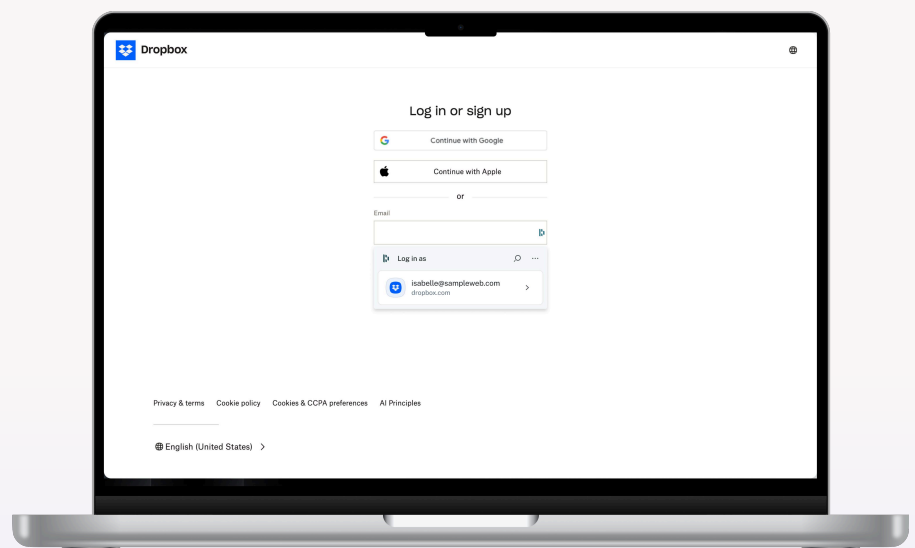 Dropbox
Log in or sign up
Continue with Google
Continue with Apple
or
Email
Log in as
isabelle@sampleweb.com
dropbox.com
Privacy & terms Cookie policy Cookies & CCPA preferences AI Principles
English (United States)